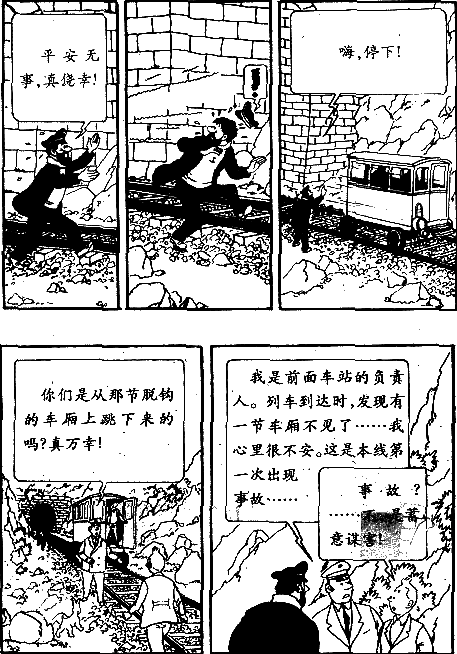 平安无
事,真侥幸!
!
嗨,停下!
你们是从那节脱钩
的车厢上跳下来的
吗?真万幸!
我是前面车站的负责
人。列车到达时,发现有
一节车厢不见了……我
心里很不安。这是本线第
一次出现
事故……
事故?
……是蓄
意谋害!